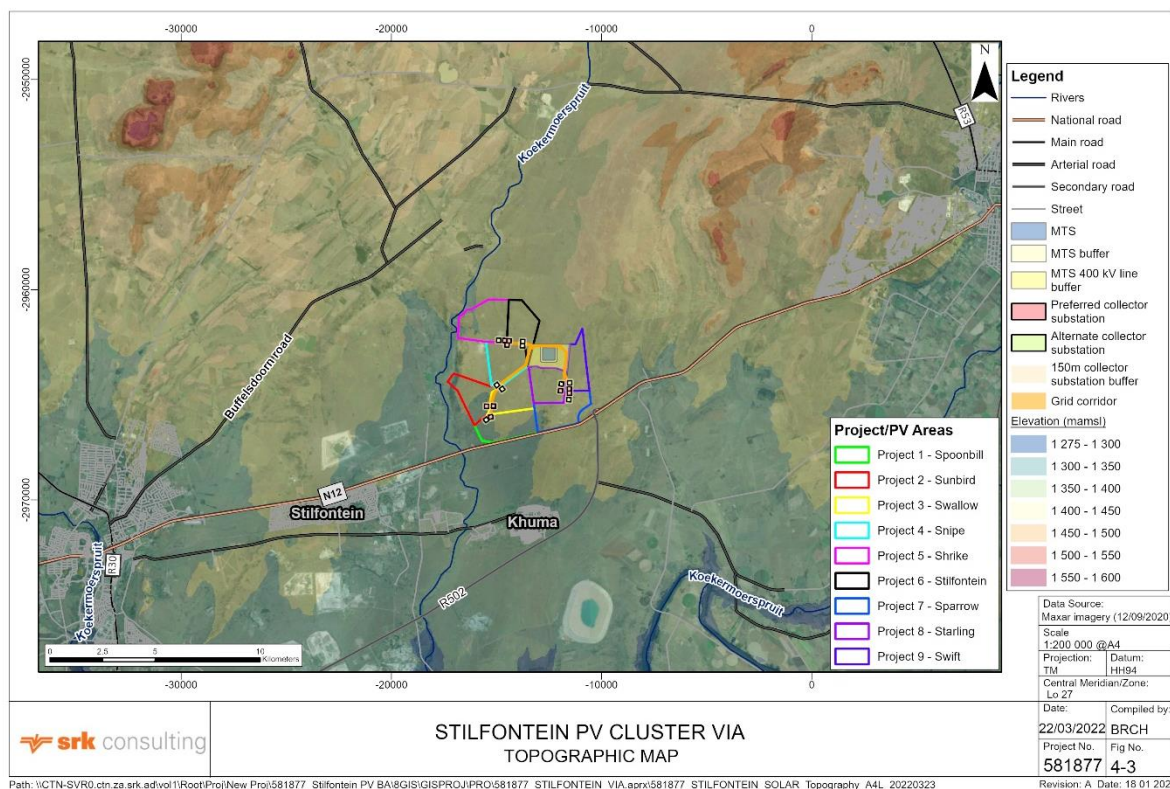 -30000 -20000 -10000 0
-2950000
-2960000
-2970000
N
Koekermoerspruit
R53
Buffelsdoorn road
N12
Stilfontein
Khuma
R30
Koekermoerspruit
R502
Koekermoerspruit
0 2.5 5 10
Kilometers
-30000 -20000 -10000 0
Project/PV Areas
Project 1 - Spoonbill
Project 2 - Sunbird
Project 3 - Swallow
Project 4 - Snipe
Project 5 - Shrike
Project 6 - Stilfontein
Project 7 - Sparrow
Project 8 - Starling
Project 9 - Swift
Legend
Rivers
National road
Main road
Arterial road
Secondary road
Street
MTS
MTS buffer
MTS 400 kV line
buffer
Preferred collector
substation
Alternate collector
substation
150m collector
substation buffer
Grid corridor
Elevation (mamsl)
1 275 - 1 300
1 300 - 1 350
1 350 - 1 400
1 400 - 1 450
1 450 - 1 500
1 500 - 1 550
1 550 - 1 600
Data Source:
Maxar imagery (12/09/2020)
Scale
1:200 000 @A4
Projection: Datum:
TM HH94
Central Meridian/Zone:
Lo 27
Date: Compiled by:
22/03/2022 BRCH
Project No. Fig No.
581877 4-3
srk consulting
STILFONTEIN PV CLUSTER VIA
TOPOGRAPHIC MAP
Path: \\CTN-SVR0.ctn.za.srk.ad\vol1\Root\Proj\New Proj\581877_Stilfontein PV BA\8GIS\GISPROJ\PRO\581877_STILFONTEIN_VIA.aprx\581877_STILFONTEIN_SOLAR_Topography_A4L_20220323
Revision: A Date: 18 01 202